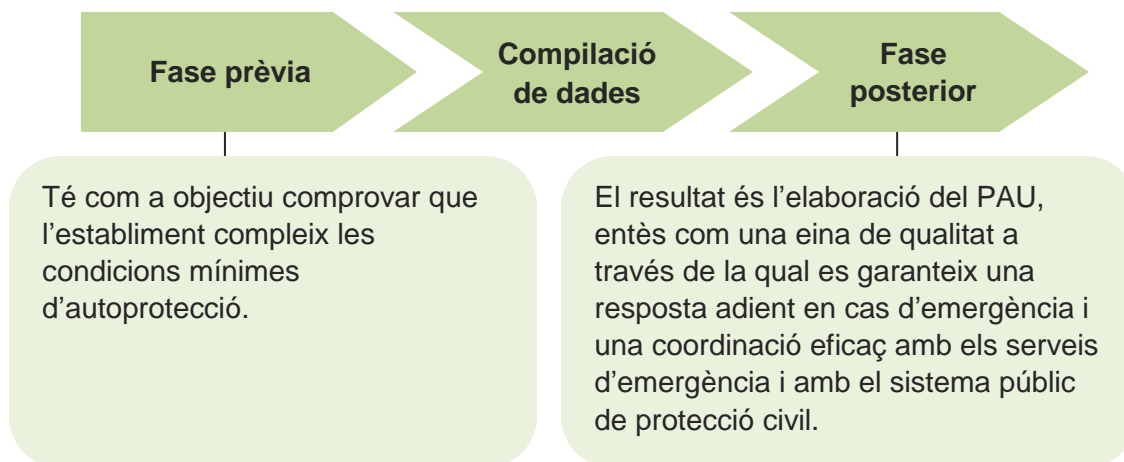 Fase prèvia
Compilació
de dades
Fase
posterior
Té com a objectiu comprovar que
l’establiment compleix les
condicions mínimes
d’autoprotecció.
El resultat és l’elaboració del PAU,
entès com una eina de qualitat a
través de la qual es garanteix una
resposta adient en cas d’emergència i
una coordinació eficaç amb els serveis
d’emergència i amb el sistema públic
de protecció civil.